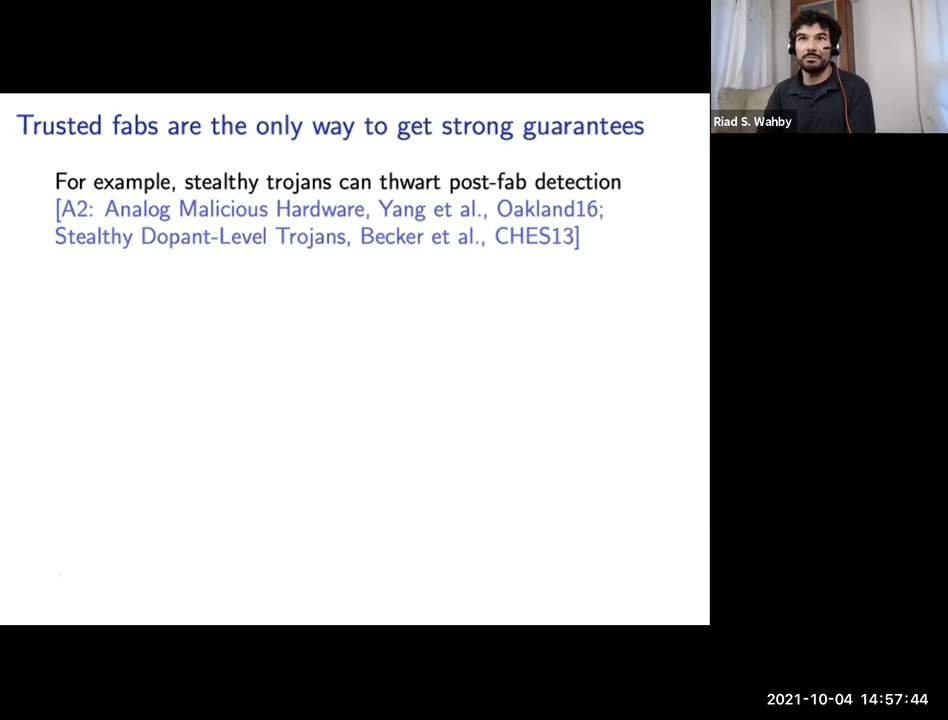 Trusted fabs are the only way to get strong guarantees
For example, stealthy trojans can thwart post-fab detection
[A2: Analog Malicious Hardware, Yang et al., Oakland16;
Stealthy Dopant-Level Trojans, Becker et al., CHES13]
Riad S. Wahby
2021-10-04 14:57:44